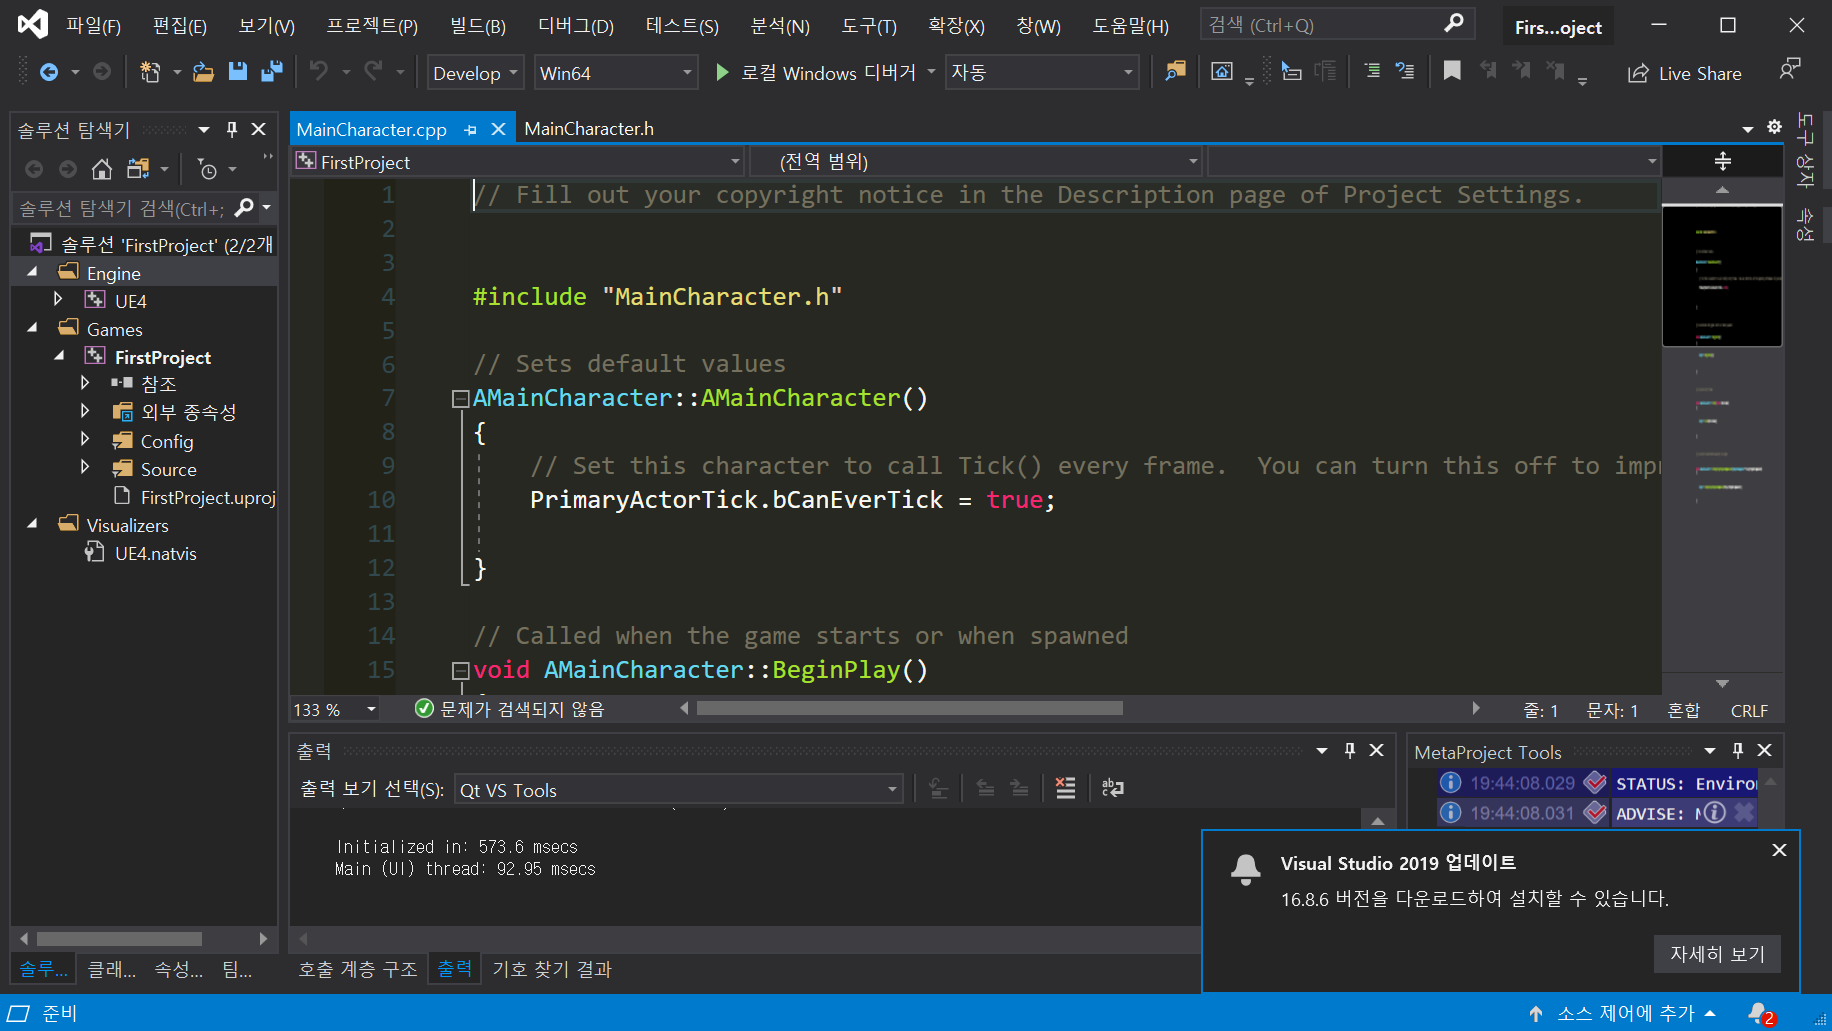 파일(F) 편집(E) 보기(V) 프로젝트(P) 빌드(B) 디버그(D) 테스트(S) 분석(N) 도구(T) 확장(X) 창(W) 도움말(H) 검색 (Ctrl+Q) Firs...oject
Develop Win64 로컬 Windows 디버거 자동 Live Share
솔루션 탐색기
솔루션 탐색기 검색(Ctrl+;
솔루션 'FirstProject' (2/2개
Engine
UE4
Games
FirstProject
참조
외부 종속성
Config
Source
FirstProject.uproj
Visualizers
UE4.natvis
솔루... 클래... 속성... 팀...
MainCharacter.cpp MainCharacter.h
FirstProject (전역 범위)
1 // Fill out your copyright notice in the Description page of Project Settings.
2
3
4 #include "MainCharacter.h"
5
6 // Sets default values
7 AMainCharacter::AMainCharacter()
8 {
9 // Set this character to call Tick() every frame.  You can turn this off to imp
10 PrimaryActorTick.bCanEverTick = true;
11
12 }
13
14 // Called when the game starts or when spawned
15 void AMainCharacter::BeginPlay()
133 % 문제가 검색되지 않음 줄: 1 문자: 1 혼합 CRLF
도구 상자
속성
출력
출력 보기 선택(S): Qt VS Tools
Initialized in: 573.6 msecs
Main (UI) thread: 92.95 msecs
호출 계층 구조 출력 기호 찾기 결과
MetaProject Tools
19:44:08.029 STATUS: Enviro
19:44:08.031 ADVISE:
Visual Studio 2019 업데이트
16.8.6 버전을 다운로드하여 설치할 수 있습니다.
자세히 보기
준비 소스 제어에 추가 2